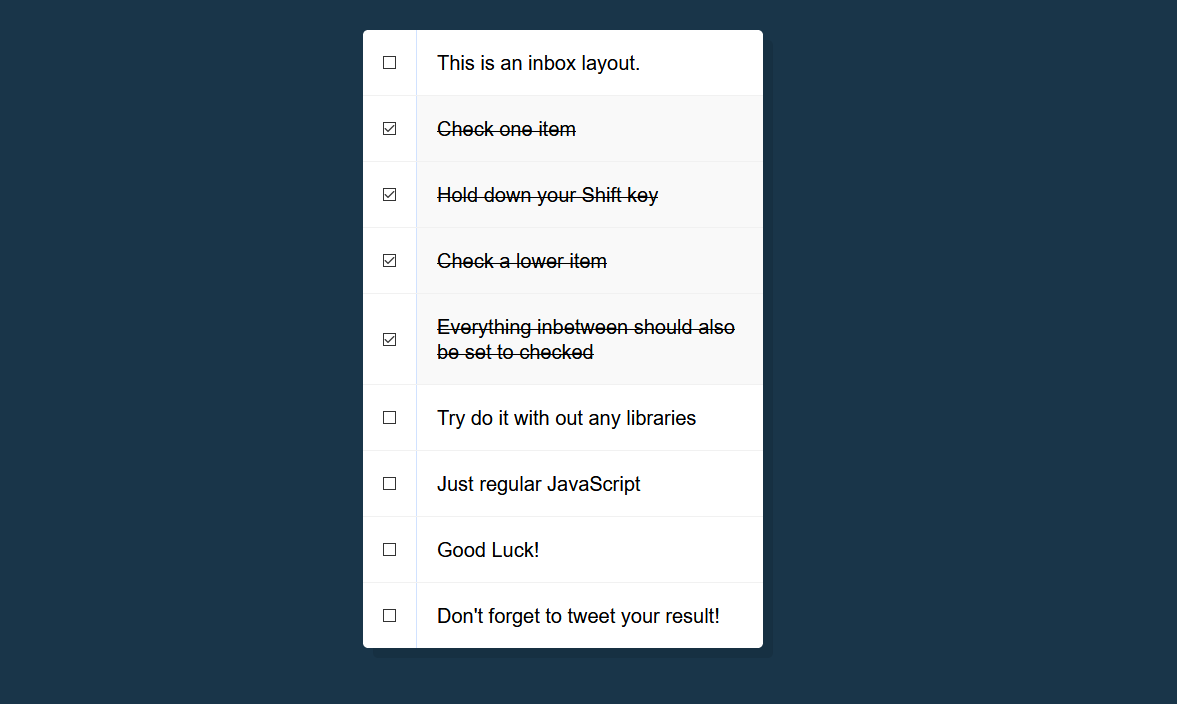 This is an inbox layout.
Check one item
Hold down your Shift key
Check a lower item
Everything inbetween should also
be set to checked
Try do it with out any libraries
Just regular JavaScript
Good Luck!
Don't forget to tweet your result!